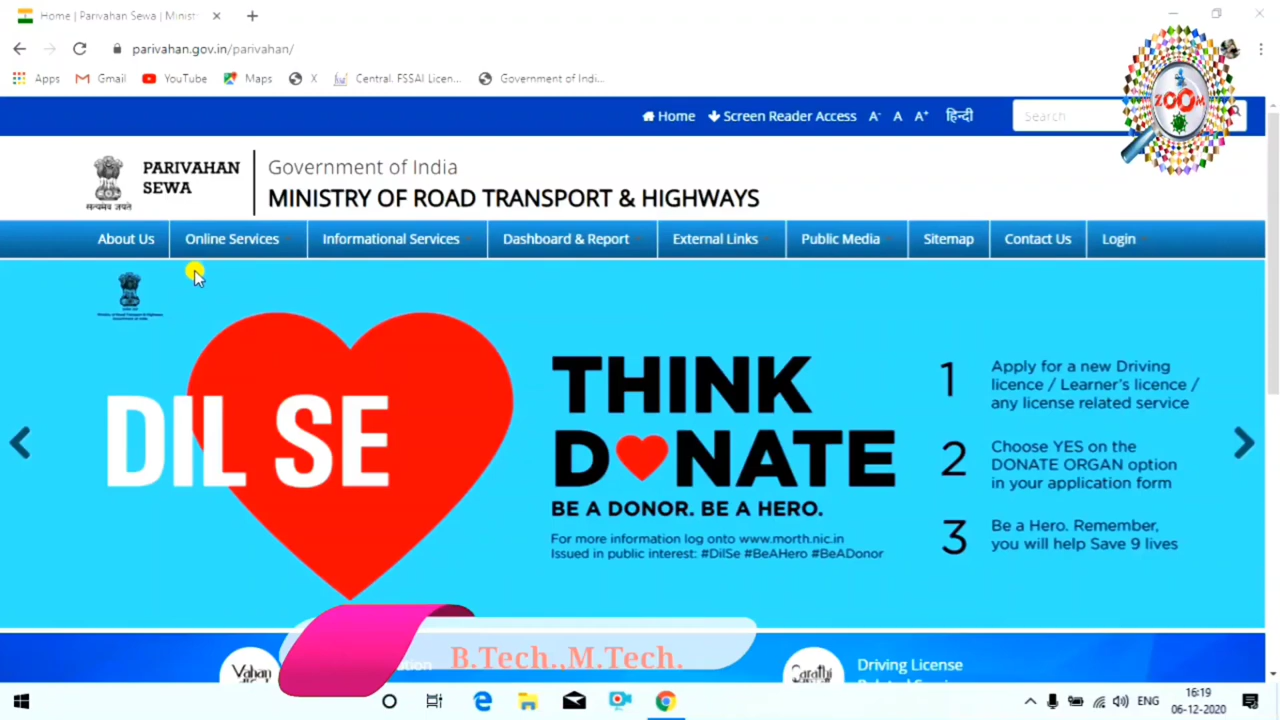 Home | Parivahan Sewa | Minist
parivahan.gov.in/parivahan/
Apps Gmail YouTube Maps X Central. FSSAI Licen... Government of Indi...
ZOOM
Home Screen Reader Access A- A A+ हिन्दी Search
PARIVAHAN
SEWA
सत्यमेव जयते
Government of India
MINISTRY OF ROAD TRANSPORT & HIGHWAYS
About Us Online Services Informational Services Dashboard & Report External Links Public Media Sitemap Contact Us Login
DIL SE
THINK
DONATE
BE A DONOR. BE A HERO.
For more information log onto www.morth.nic.in
Issued in public interest: #DilSe #BeAHero #BeADonor
1 Apply for a new Driving
licence / Learner's licence /
any license related service
2 Choose YES on the
DONATE ORGAN option
in your application form
3 Be a Hero. Remember,
you will help Save 9 lives
Vahan
B.Tech.,M.Tech.
Sarathi
Driving License
ENG
16:19
06-12-2020